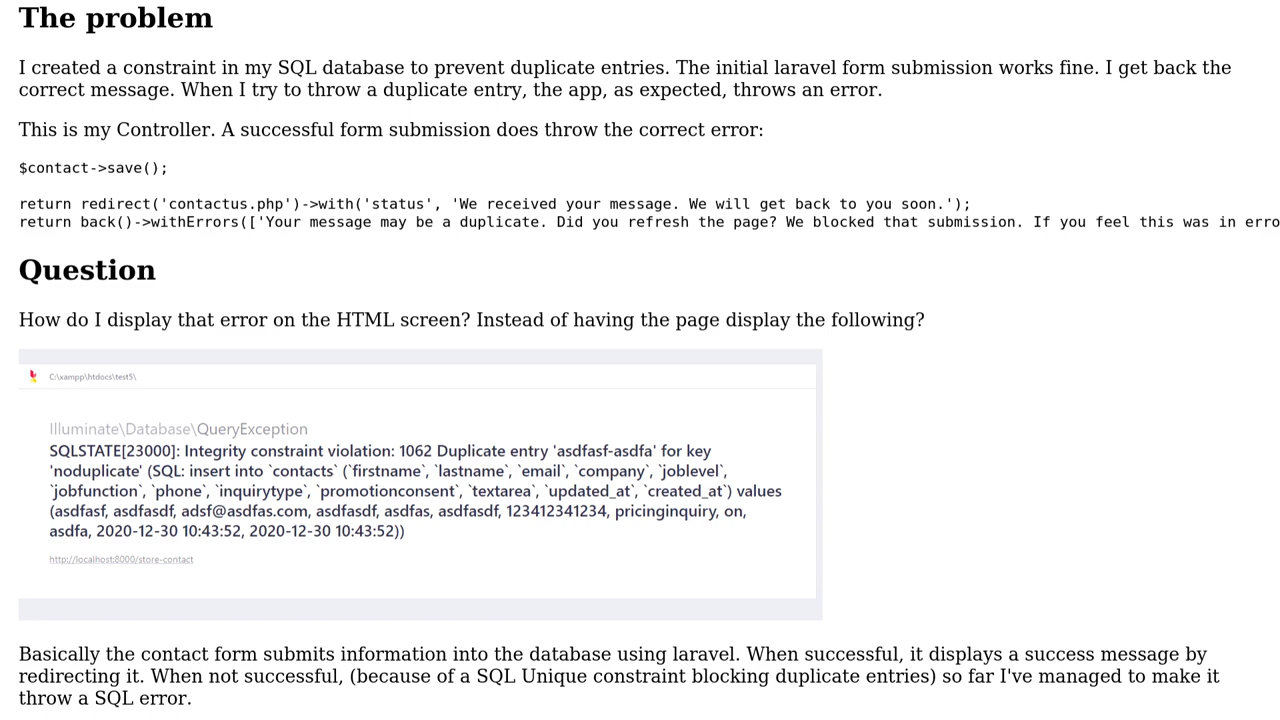 The problem
I created a constraint in my SQL database to prevent duplicate entries. The initial laravel form submission works fine. I get back the
correct message. When I try to throw a duplicate entry, the app, as expected, throws an error.
This is my Controller. A successful form submission does throw the correct error:
$contact->save();
return redirect('contactus.php')->with('status', 'We received your message. We will get back to you soon.');
return back()->withErrors(['Your message may be a duplicate. Did you refresh the page? We blocked that submission. If you feel this was in erro
Question
How do I display that error on the HTML screen? Instead of having the page display the following?
C:\xampp\htdocs\test5\
Illuminate\Database\QueryException
SQLSTATE[23000]: Integrity constraint violation: 1062 Duplicate entry 'asdfasf-asdfa' for key
'noduplicate' (SQL: insert into `contacts` (`firstname`, `lastname`, `email`, `company`, `joblevel`,
`jobfunction`, `phone`, `inquirytype`, `promotionconsent`, `textarea`, `updated_at`, `created_at`) values
(asdfasf, asdfasdf, adsf@asdfas.com, asdfasdf, asdfas, asdfasdf, 123412341234, pricinginquiry, on,
asdfa, 2020-12-30 10:43:52, 2020-12-30 10:43:52))
http://localhost:8000/store-contact
Basically the contact form submits information into the database using laravel. When successful, it displays a success message by
redirecting it. When not successful, (because of a SQL Unique constraint blocking duplicate entries) so far I've managed to make it
throw a SQL error.